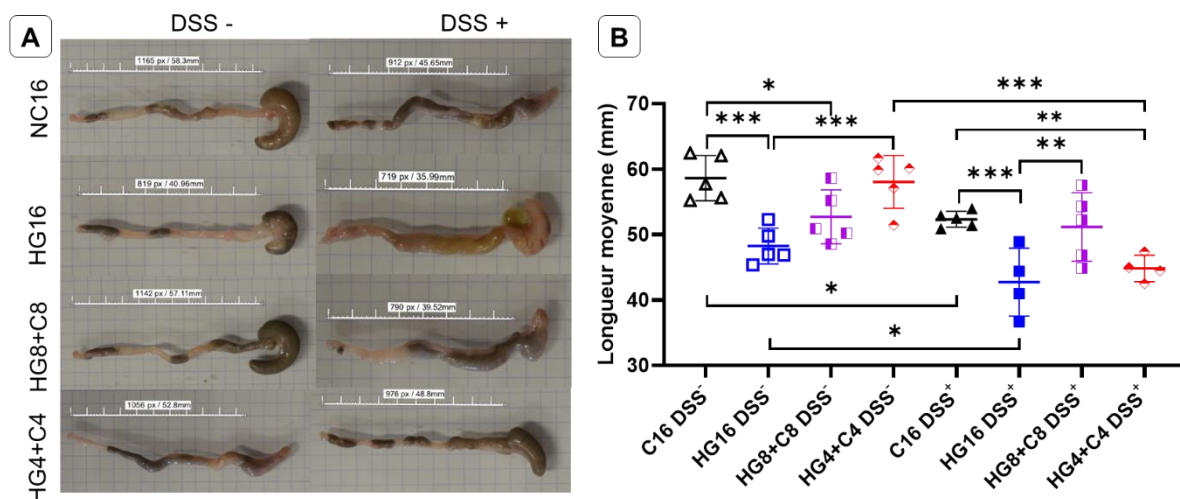 A
DSS -
DSS +
NC16
1165 px / 58.3mm
912 px / 45.65mm
HG16
819 px / 40.96mm
719 px / 35.99mm
HG8+C8
1142 px / 57.11mm
790 px / 39.52mm
HG4+C4
1056 px / 52.8mm
976 px / 48.8mm
B
Longueur moyenne (mm)
70
60
50
40
30
*
***
***
***
**
**
***
*
*
C16 DSS⁻
HG16 DSS⁻
HG8+C8 DSS⁻
HG4+C4 DSS⁻
C16 DSS⁺
HG16 DSS⁺
HG8+C8 DSS⁺
HG4+C4 DSS⁺